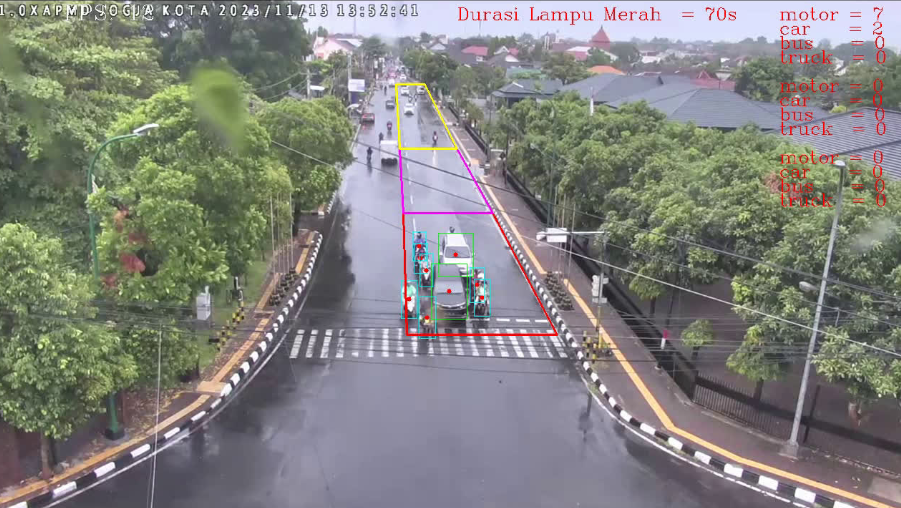 KOTA 2023/11/13 13:52:41
Durasi Lampu Merah = 70s
motor = 7
car = 2
bus = 0
truck = 0
motor = 0
car = 0
bus = 0
truck = 0
motor = 0
car = 0
bus = 0
truck = 0